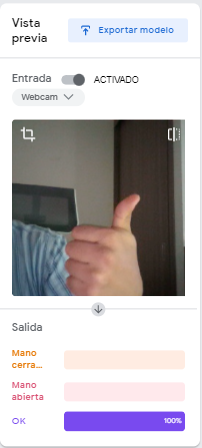 Vista
previa
Exportar modelo
Entrada
ACTIVADO
Webcam
Salida
Mano
cerra...
Mano
abierta
OK
100%